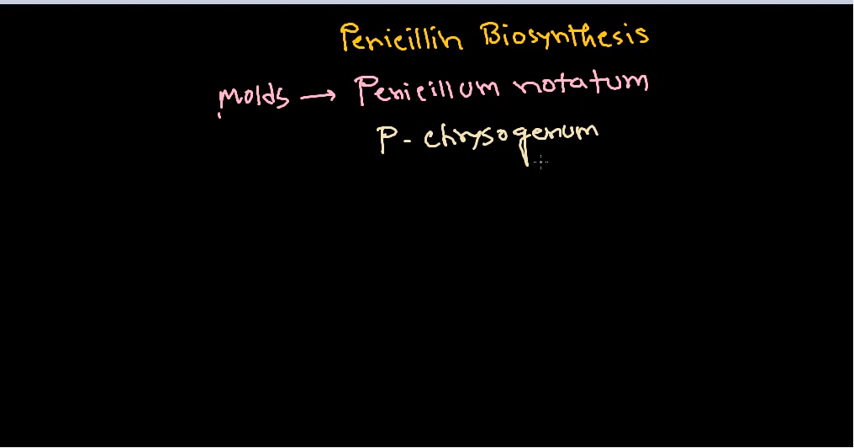 Penicillin Biosynthesis
Molds → Penicillum notatum
P - chrysogenum